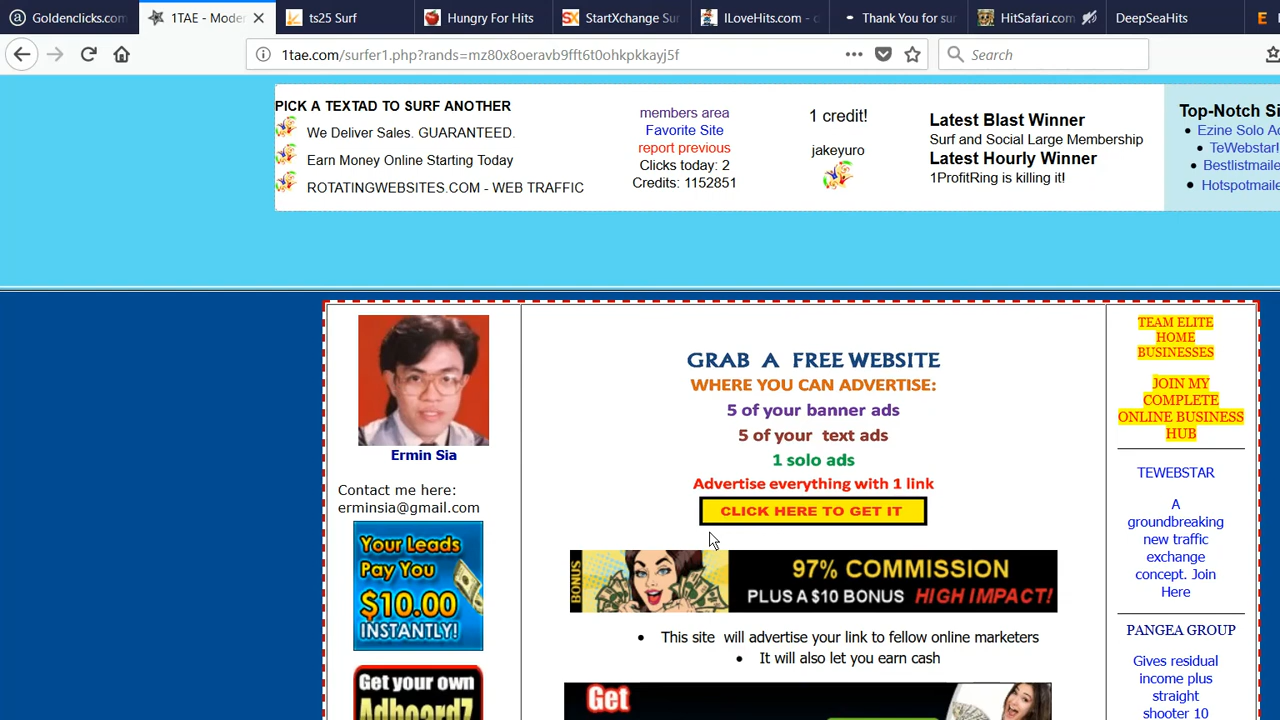 Goldenclicks.com
1TAE - Moder
ts25 Surf
Hungry For Hits
StartXchange Su
ILoveHits.com -
Thank You for su
HitSafari.com
DeepSeaHits
1tae.com/surfer1.php?rands=mz80x8oeravb9fft6t0ohkpkkayj5f
Search
PICK A TEXTAD TO SURF ANOTHER
We Deliver Sales. GUARANTEED.
Earn Money Online Starting Today
ROTATINGWEBSITES.COM - WEB TRAFFIC
members area
Favorite Site
report previous
Clicks today: 2
Credits: 1152851
1 credit!
jakeyuro
Latest Blast Winner
Surf and Social Large Membership
Latest Hourly Winner
1ProfitRing is killing it!
Top-Notch Si
Ezine Solo Ad
TeWebstar!
Bestlistmaile
Hotspotmaile
Ermin Sia
Contact me here:
erminsia@gmail.com
Your Leads
Pay You
$10.00
INSTANTLY!
Get your own
Adboard7
GRAB A FREE WEBSITE
WHERE YOU CAN ADVERTISE:
5 of your banner ads
5 of your text ads
1 solo ads
Advertise everything with 1 link
CLICK HERE TO GET IT
BONUS
97% COMMISSION
PLUS A $10 BONUS HIGH IMPACT!
This site will advertise your link to fellow online marketers
It will also let you earn cash
Get
TEAM ELITE
HOME
BUSINESSES
JOIN MY
COMPLETE
ONLINE BUSINESS
HUB
TEWEBSTAR
A
groundbreaking
new traffic
exchange
concept. Join
Here
PANGEA GROUP
Gives residual
income plus
straight
shooter 10